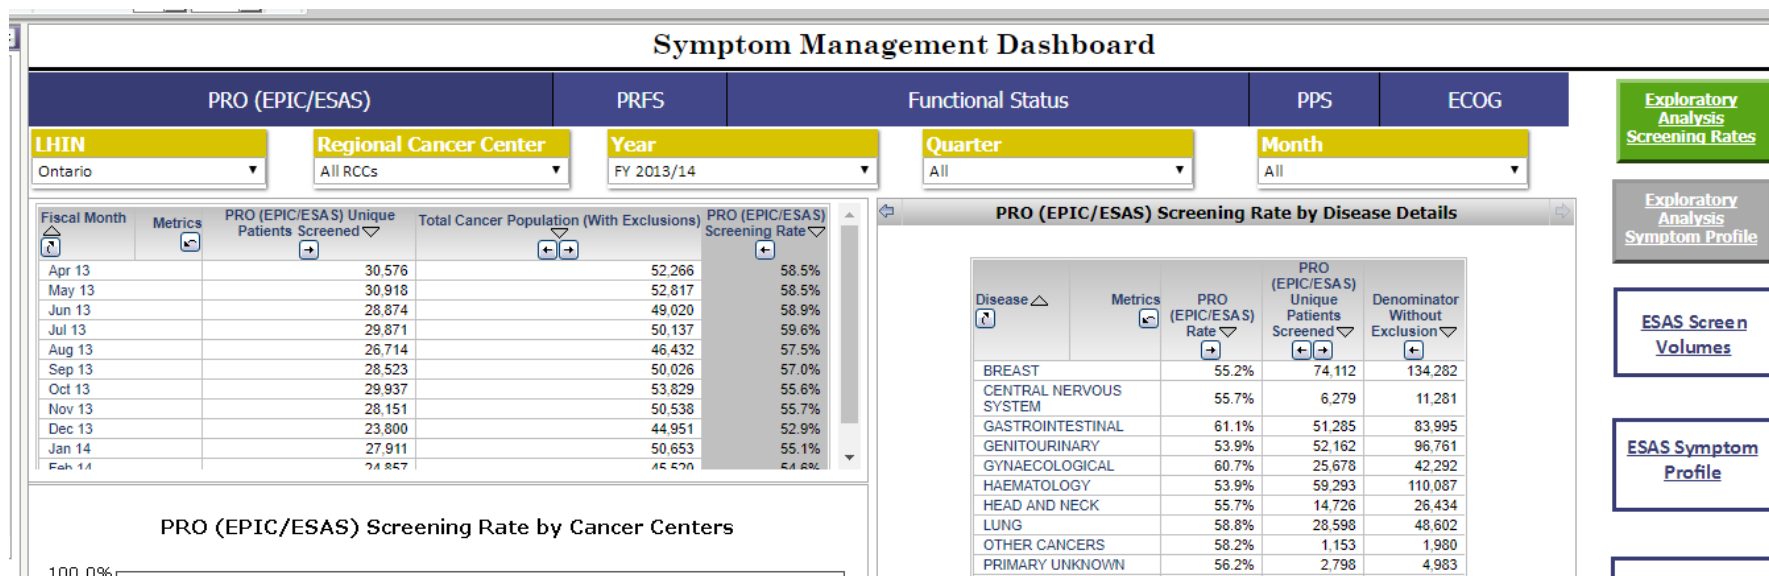 Symptom Management Dashboard
PRO (EPIC/ESAS) PRFS Functional Status PPS ECOG
LHIN Regional Cancer Center Year Quarter Month
Ontario All RCCs FY 2013/14 All All
Fiscal Month Metrics PRO (EPIC/ESAS) Unique Patients Screened Total Cancer Population (With Exclusions) PRO (EPIC/ESAS) Screening Rate
Apr 13 30,576 52,266 58.5%
May 13 30,918 52,817 58.5%
Jun 13 28,874 49,020 58.9%
Jul 13 29,871 50,137 59.6%
Aug 13 26,714 46,432 57.5%
Sep 13 28,523 50,026 57.0%
Oct 13 29,937 53,829 55.6%
Nov 13 28,151 50,538 55.7%
Dec 13 23,800 44,951 52.9%
Jan 14 27,911 50,653 55.1%
Feb 14 24,857 45,520 54.6%
PRO (EPIC/ESAS) Screening Rate by Cancer Centers
100.0%
PRO (EPIC/ESAS) Screening Rate by Disease Details
Disease Metrics PRO (EPIC/ESAS) Rate PRO (EPIC/ESAS) Unique Patients Screened Denominator Without Exclusion
BREAST 55.2% 74,112 134,282
CENTRAL NERVOUS SYSTEM 55.7% 6,279 11,281
GASTROINTESTINAL 61.1% 51,285 83,995
GENITOURINARY 53.9% 52,162 96,761
GYNAECOLOGICAL 60.7% 25,678 42,292
HAEMATOLOGY 53.9% 59,293 110,087
HEAD AND NECK 55.7% 14,726 26,434
LUNG 58.8% 28,598 48,602
OTHER CANCERS 58.2% 1,153 1,980
PRIMARY UNKNOWN 56.2% 2,798 4,983
Exploratory
Analysis
Screening Rates
Exploratory
Analysis
Symptom Profile
ESAS Screen
Volumes
ESAS Symptom
Profile